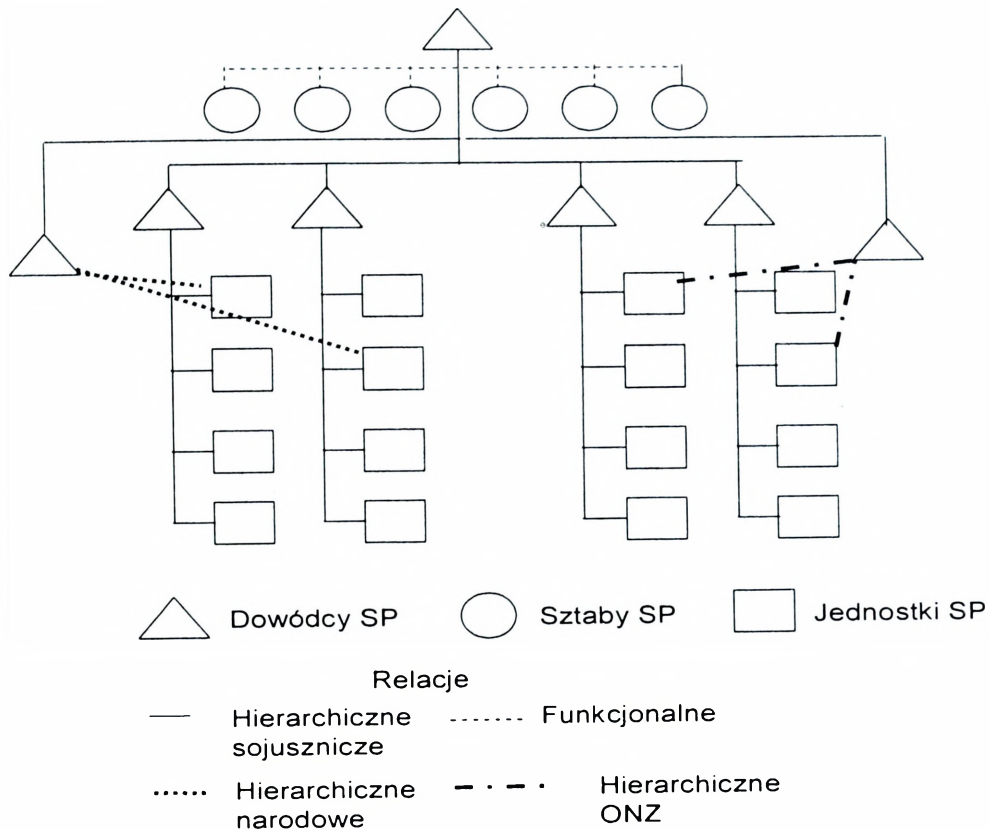 Dowódcy SP
Sztaby SP
Jednostki SP
Relacje
Hierarchiczne
sojusznicze
Funkcjonalne
Hierarchiczne
narodowe
Hierarchiczne
ONZ